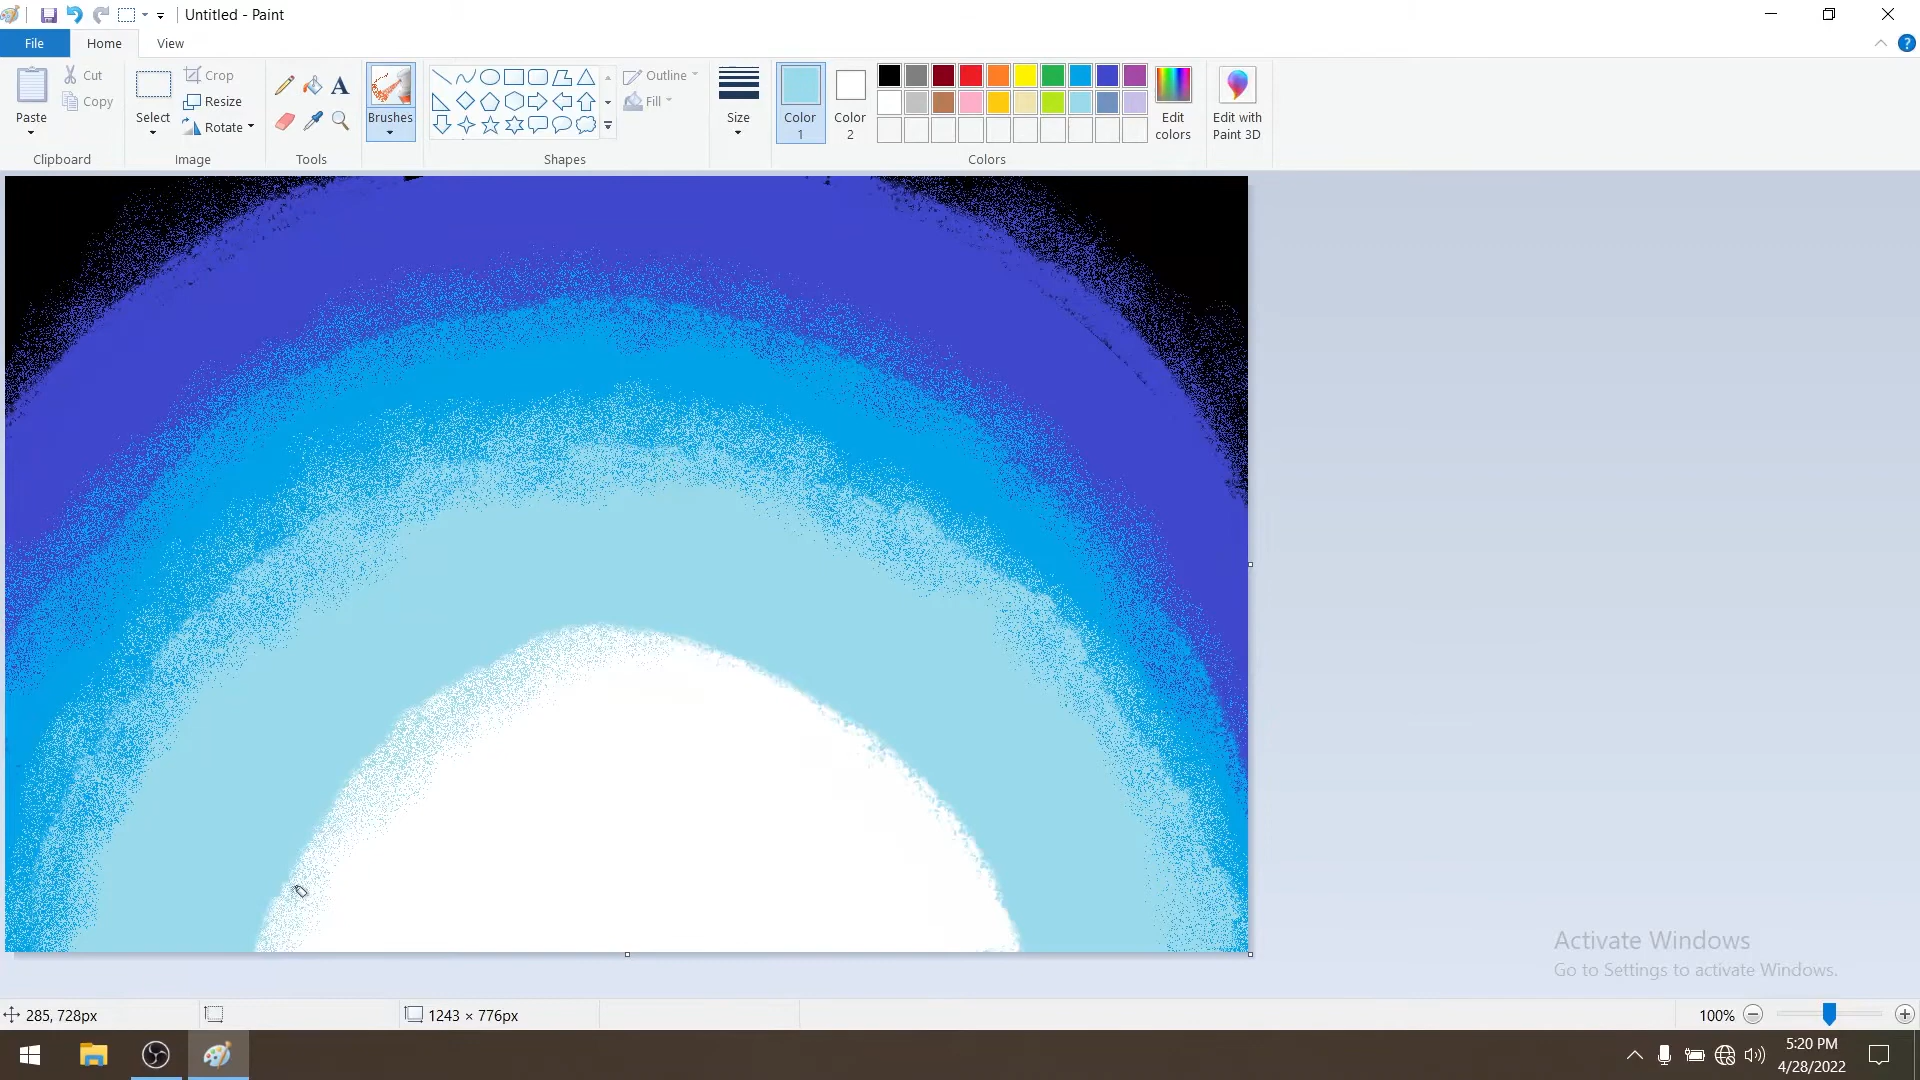 Untitled - Paint
File
Home
View
Paste
Cut
Copy
Clipboard
Select
Crop
Resize
Rotate
Image
A
Tools
Brushes
Outline
Fill
Shapes
Size
Color
1
Color
2
Edit
colors
Colors
Edit with
Paint 3D
?
Activate Windows
Go to Settings to activate Windows.
285, 728px
1243 × 776px
100%
5:20 PM
4/28/2022